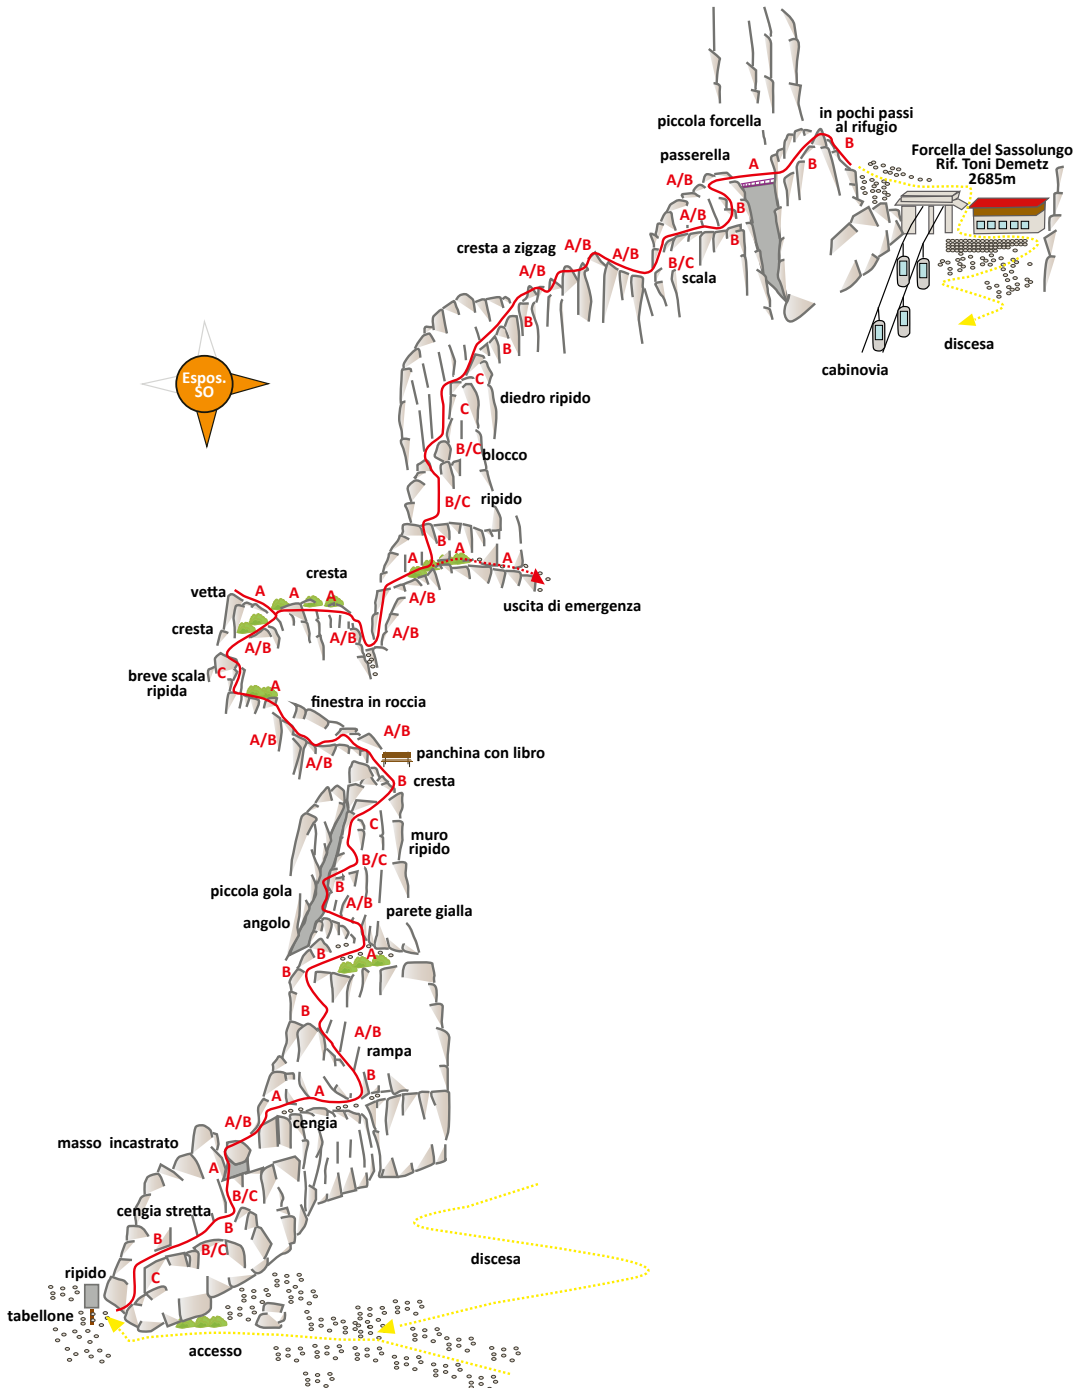 piccola forcella
in pochi passi
al rifugio
passerella
A
B
B
Forcella del Sassolungo
Rif. Toni Demetz
2685m
A/B
B
A/B
B
cresta a zigzag
A/B
A/B
B/C
scala
A/B
B
B
discesa
cabinovia
Espos.
SO
C
diedro ripido
C
B/C
blocco
B/C
ripido
B
A
A
A
uscita di emergenza
cresta
vetta
A
A
A
A/B
cresta
A/B
A/B
A/B
breve scala
ripida
C
A
finestra in roccia
A/B
A/B
A/B
panchina con libro
B
cresta
C
muro
ripido
B/C
piccola gola
B
A/B
parete gialla
angolo
B
A
B
B
A/B
rampa
B
A
A
A/B
cengia
masso incastrato
A
B/C
cengia stretta
B
B
B/C
discesa
C
ripido
tabellone
accesso